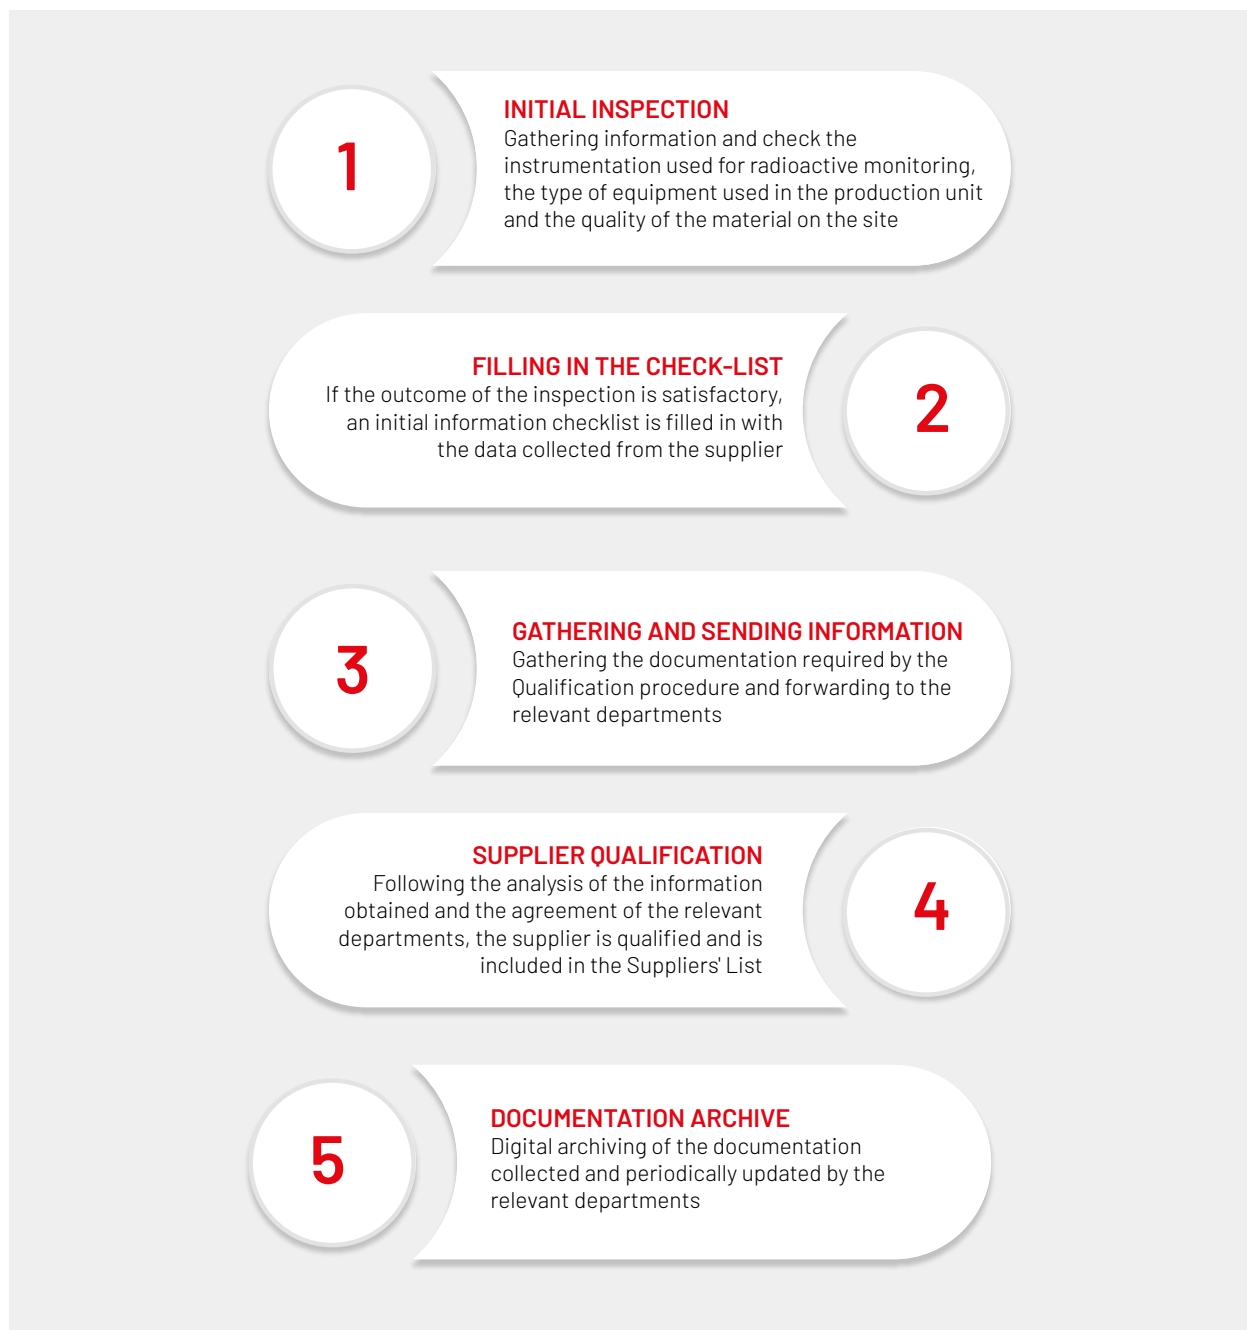 1
INITIAL INSPECTION
Gathering information and check the
instrumentation used for radioactive monitoring,
the type of equipment used in the production unit
and the quality of the material on the site
FILLING IN THE CHECK-LIST
If the outcome of the inspection is satisfactory,
an initial information checklist is filled in with
the data collected from the supplier
2
3
GATHERING AND SENDING INFORMATION
Gathering the documentation required by the
Qualification procedure and forwarding to the
relevant departments
SUPPLIER QUALIFICATION
Following the analysis of the information
obtained and the agreement of the relevant
departments, the supplier is qualified and is
included in the Suppliers' List
4
5
DOCUMENTATION ARCHIVE
Digital archiving of the documentation
collected and periodically updated by the
relevant departments